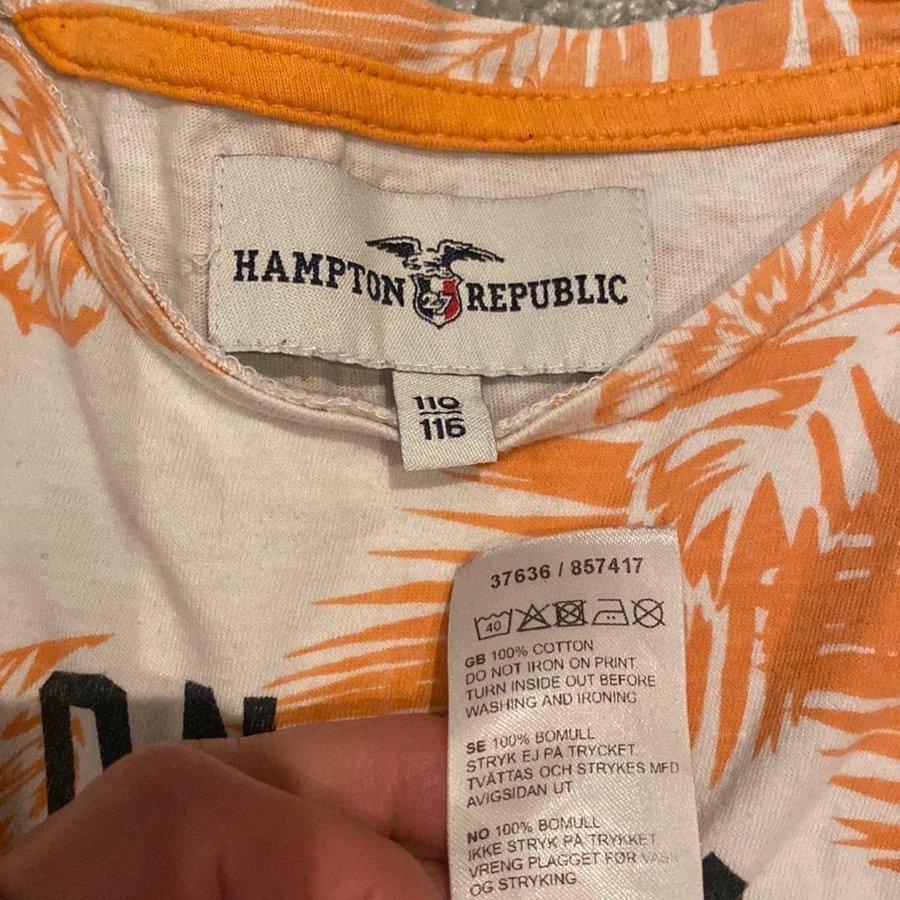 HAMPTON 27 REPUBLIC
110
116
37636 / 857417
40
GB 100% COTTON
DO NOT IRON ON PRINT
TURN INSIDE OUT BEFORE
WASHING AND IRONING
SE 100% BOMULL
STRYK EJ PÅ TRYCKET
TVÄTTAS OCH STRYKES MED
AVIGSIDAN UT
NO 100% BOMULL
IKKE STRYK PÅ TRYKKET
VRENG PLAGGET FØR VASK
OG STRYKING